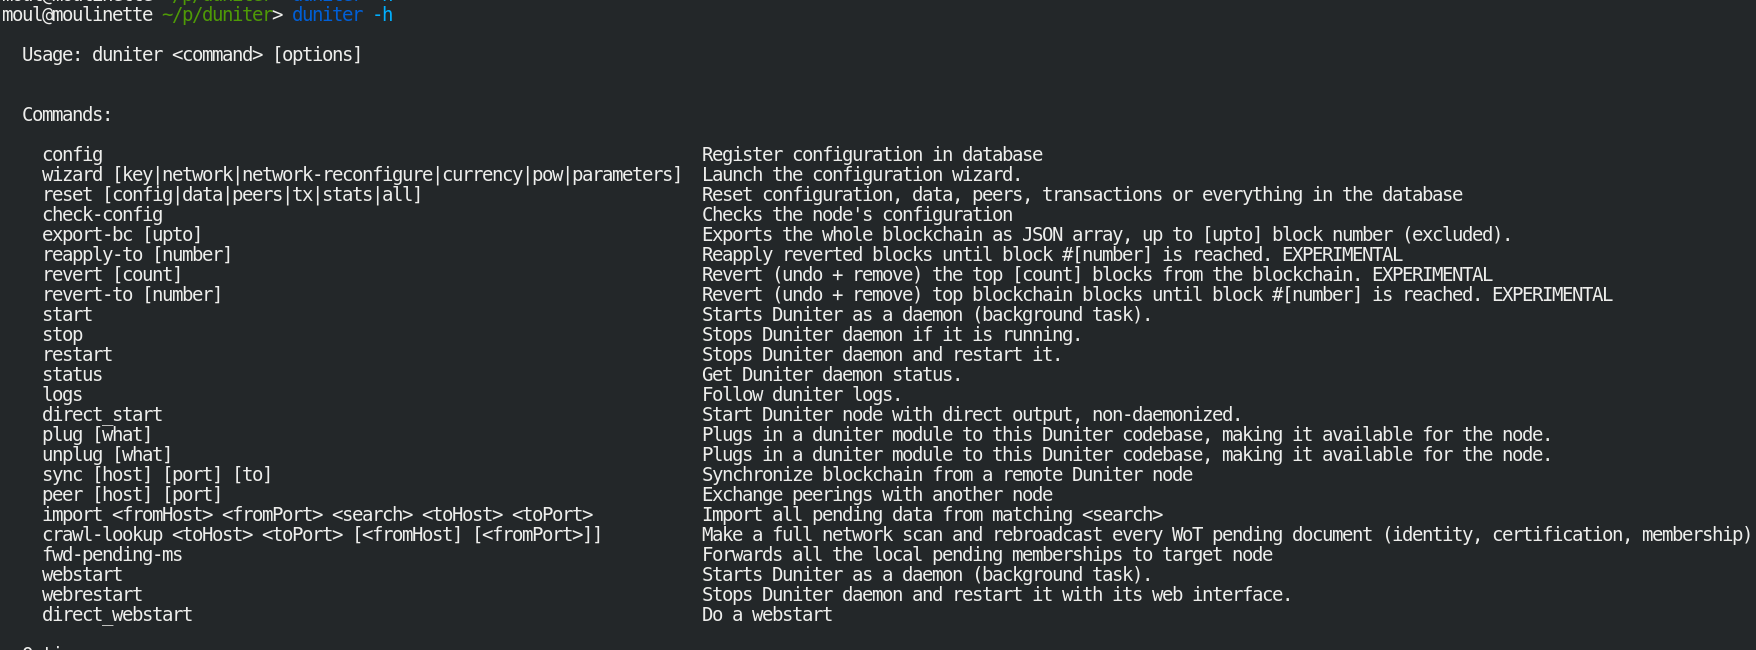 moul@moulinette ~/p/duniter> duniter -h
Usage: duniter <command> [options]
Commands:
config Register configuration in database
wizard [key|network|network-reconfigure|currency|pow|parameters] Launch the configuration wizard.
reset [config|data|peers|tx|stats|all] Reset configuration, data, peers, transactions or everything in the database
check-config Checks the node's configuration
export-bc [upto] Exports the whole blockchain as JSON array, up to [upto] block number (excluded).
reapply-to [number] Reapply reverted blocks until block #[number] is reached. EXPERIMENTAL
revert [count] Revert (undo + remove) the top [count] blocks from the blockchain. EXPERIMENTAL
revert-to [number] Revert (undo + remove) top blockchain blocks until block #[number] is reached. EXPERIMENTAL
start Starts Duniter as a daemon (background task).
stop Stops Duniter daemon if it is running.
restart Stops Duniter daemon and restart it.
status Get Duniter daemon status.
logs Follow duniter logs.
direct_start Start Duniter node with direct output, non-daemonized.
plug [what] Plugs in a duniter module to this Duniter codebase, making it available for the node.
unplug [what] Plugs in a duniter module to this Duniter codebase, making it available for the node.
sync [host] [port] [to] Synchronize blockchain from a remote Duniter node
peer [host] [port] Exchange peerings with another node
import <fromHost> <fromPort> <search> <toHost> <toPort> Import all pending data from matching <search>
crawl-lookup <toHost> <toPort> [<fromHost] [<fromPort>]] Make a full network scan and rebroadcast every WoT pending document (identity, certification, membership)
fwd-pending-ms Forwards all the local pending memberships to target node
webstart Starts Duniter as a daemon (background task).
webrestart Stops Duniter daemon and restart it with its web interface.
direct_webstart Do a webstart